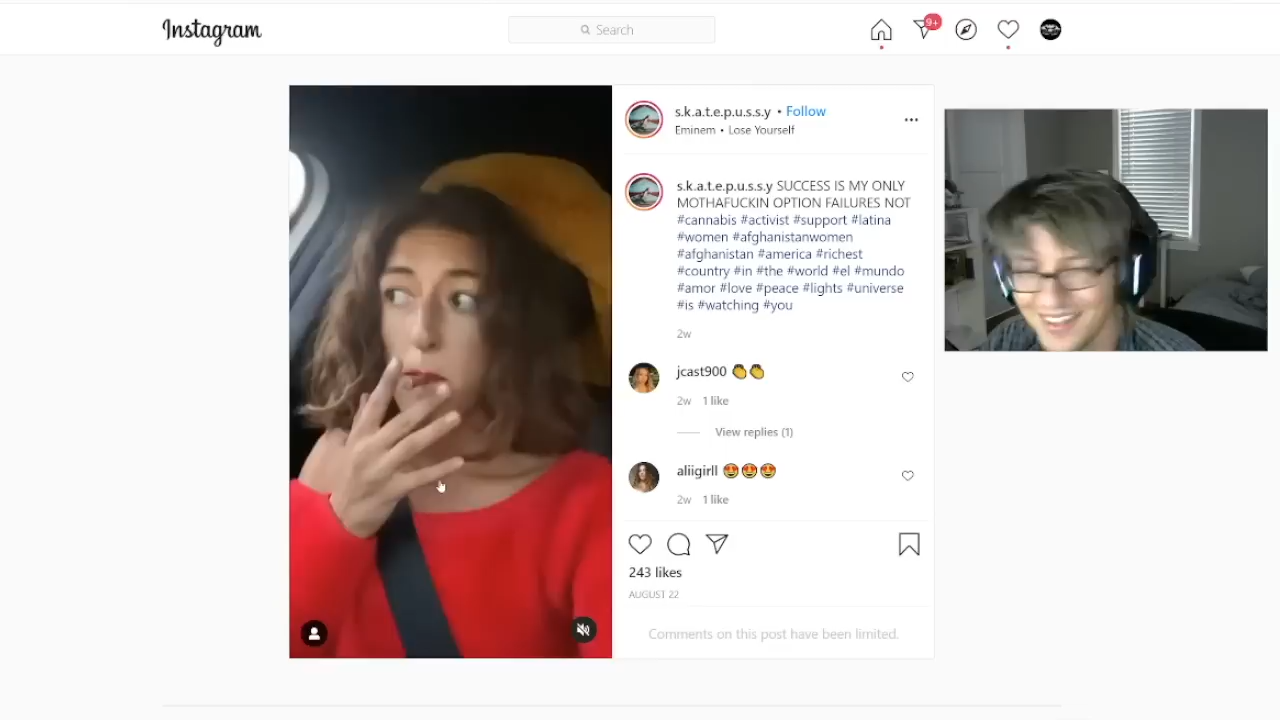 Instagram
Search
9+
s.k.a.t.e.p.u.s.s.y • Follow
Eminem • Lose Yourself
s.k.a.t.e.p.u.s.s.y SUCCESS IS MY ONLY
MOTHAFUCKIN OPTION FAILURES NOT
#cannabis #activist #support #latina
#women #afghanistanwomen
#afghanistan #america #richest
#country #in #the #world #el #mundo
#amor #love #peace #lights #universe
#is #watching #you
2w
jcast900 👏👏
2w 1 like
View replies (1)
aliigirll 😍😍😍
2w 1 like
243 likes
AUGUST 22
Comments on this post have been limited.